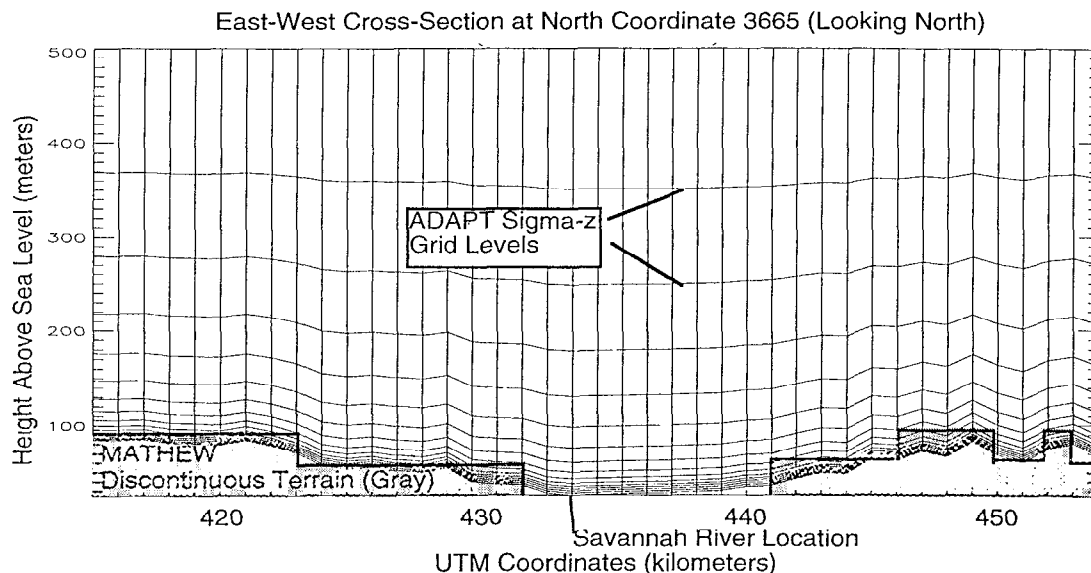 East-West Cross-Section at North Coordinate 3665 (Looking North)
500
400
300
200
100
Height Above Sea Level (meters)
ADAPT Sigma-z
Grid Levels
MATHEW
Discontinuous Terrain (Gray)
420
430
440
450
Savannah River Location
UTM Coordinates (kilometers)